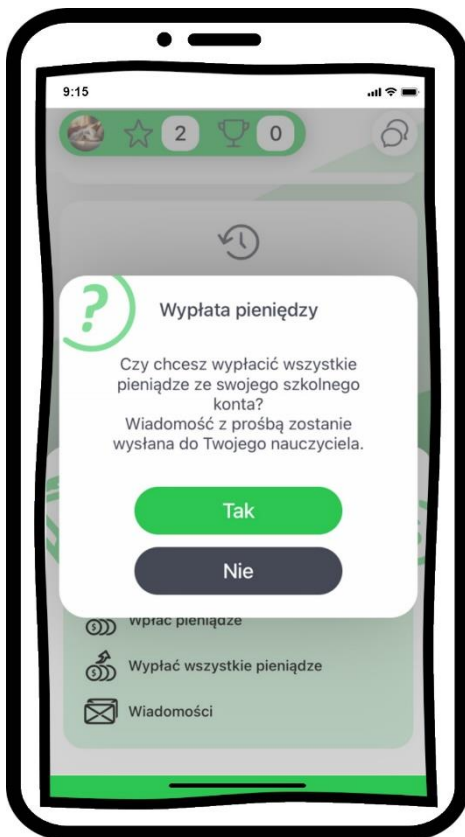 9:15
2
0
?
Wypłata pieniędzy
Czy chcesz wypłacić wszystkie
pieniądze ze swojego szkolnego
konta?
Wiadomość z prośbą zostanie
wysłana do Twojego nauczyciela.
Tak
Nie
Wpłać pieniądze
Wypłać wszystkie pieniądze
Wiadomości